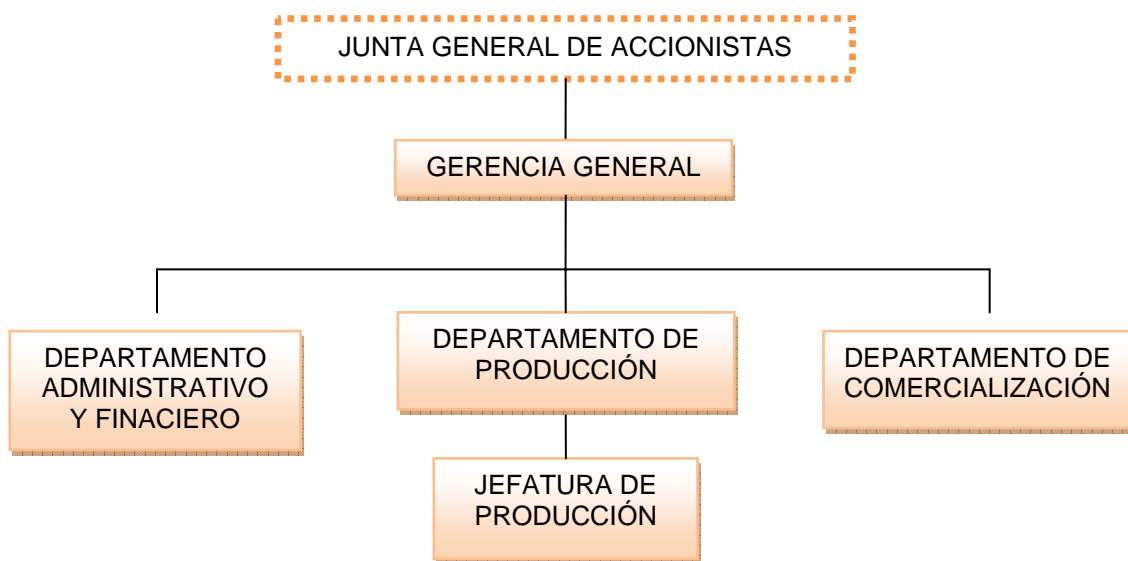 JUNTA GENERAL DE ACCIONISTAS
GERENCIA GENERAL
DEPARTAMENTO
ADMINISTRATIVO
Y FINACIERO
DEPARTAMENTO DE
PRODUCCIÓN
DEPARTAMENTO DE
COMERCIALIZACIÓN
JEFATURA DE
PRODUCCIÓN